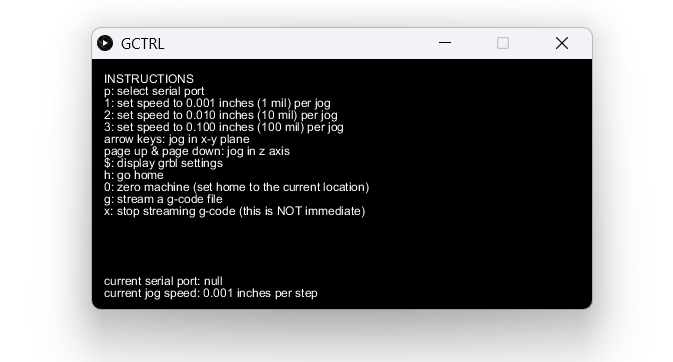 GCTRL
INSTRUCTIONS
p: select serial port
1: set speed to 0.001 inches (1 mil) per jog
2: set speed to 0.010 inches (10 mil) per jog
3: set speed to 0.100 inches (100 mil) per jog
arrow keys: jog in x-y plane
page up & page down: jog in z axis
$: display grbl settings
h: go home
0: zero machine (set home to the current location)
g: stream a g-code file
x: stop streaming g-code (this is NOT immediate)
current serial port: null
current jog speed: 0.001 inches per step